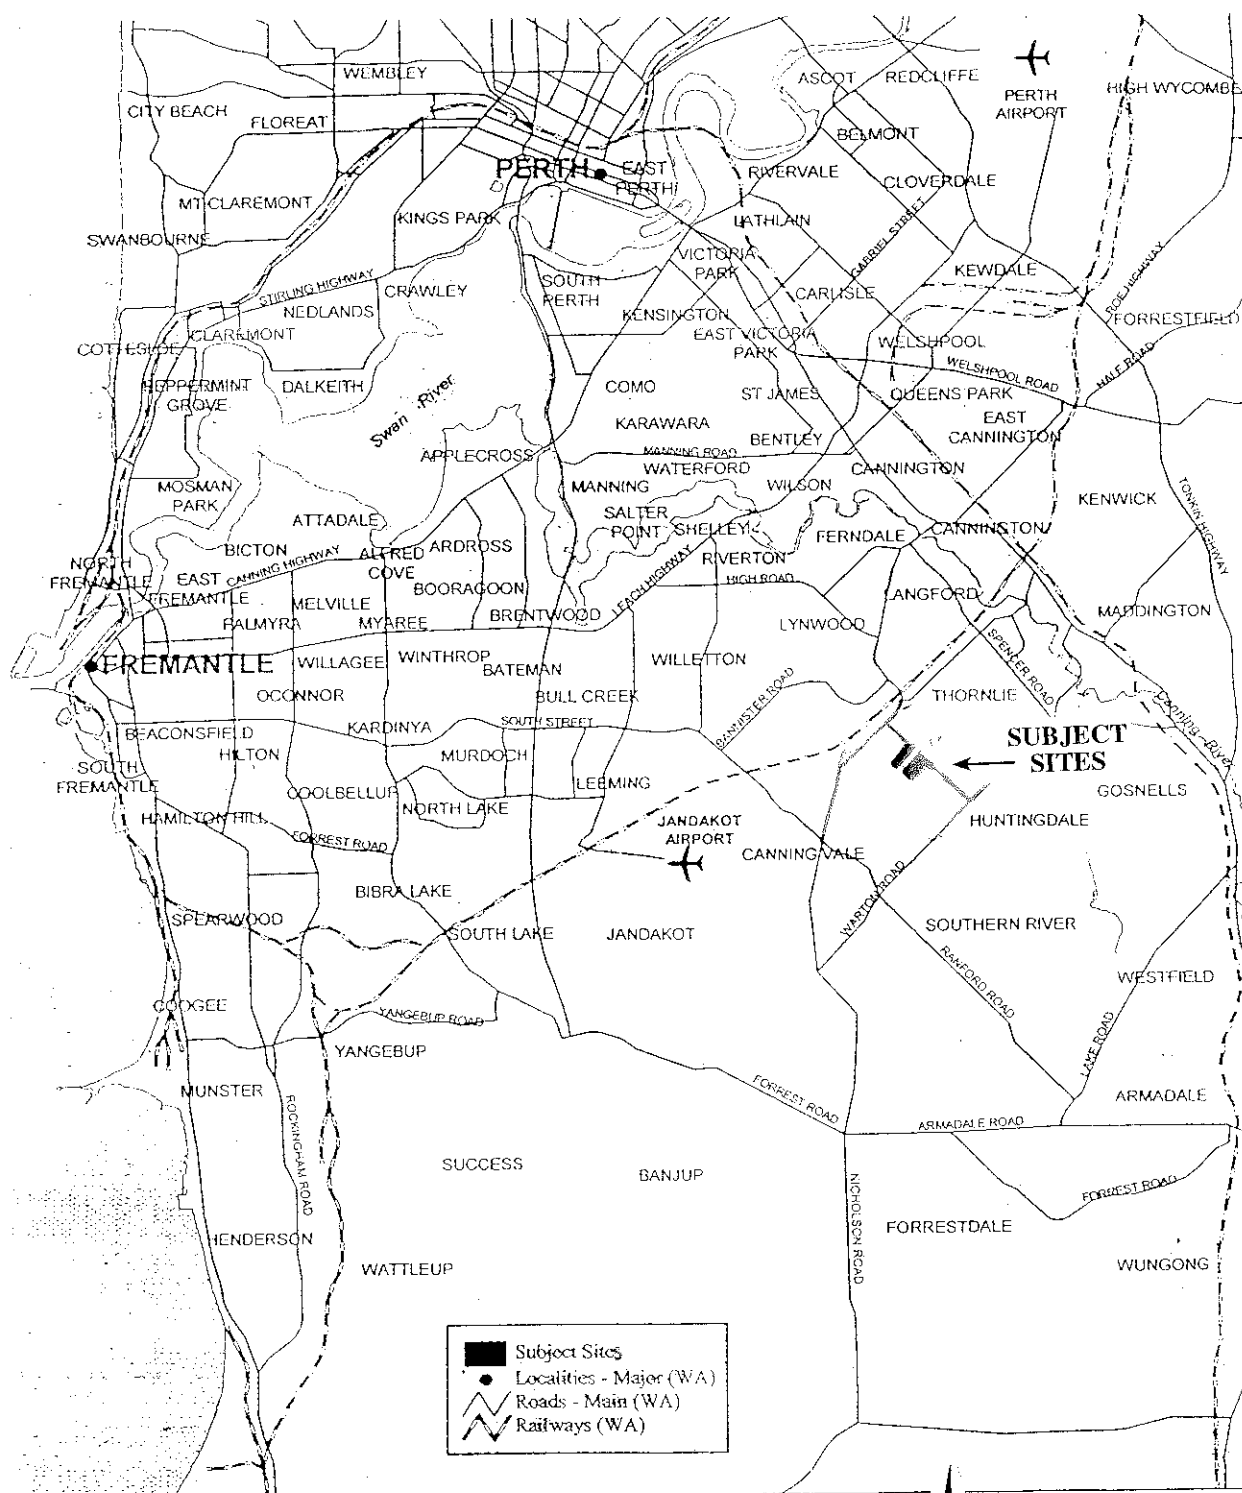 WEMBLEY
ASCOT
REDCLIFFE
PERTH
AIRPORT
HIGH WYCOMBE
CITY BEACH
FLOREAT
BELMONT
PERTH
EAST
PERTH
RIVERVALE
CLOVERDALE
MT CLAREMONT
KINGS PARK
LATHLAIN
SWANBOURNE
GABRIEL STREET
VICTORIA
PARK
KEWDALE
ROE HIGHWAY
STIRLING HIGHWAY
CRAWLEY
SOUTH
PERTH
CARLISLE
NEDLANDS
KENSINGTON
FORRESTFIELD
CLAREMONT
EAST VICTORIA
PARK
WELSHPOOL
COTTESLOE
WELSHPOOL ROAD
HALE ROAD
PEPPERMINT
GROVE
DALKEITH
COMO
ST JAMES
QUEENS PARK
Swan River
KARAWARA
EAST
CANNINGTON
BENTLEY
APPLECROSS
MANNING ROAD
WATERFORD
CANNINGTON
MOSMAN
PARK
MANNING
WILSON
KENWICK
TONKIN HIGHWAY
ATTADALE
SALTER
POINT
SHELLEY
FERNDALE
CANNINGTON
BICTON
CANNING HIGHWAY
ALFRED
COVE
ARDROSS
LEACH HIGHWAY
RIVERTON
NORTH
FREMANTLE
EAST
FREMANTLE
BOORAGOON
HIGH ROAD
LANGFORD
MELVILLE
BRENTWOOD
MADDINGTON
PALMYRA
MYAREE
LYNWOOD
FREMANTLE
WILLAGEE
WINTHROP
BATEMAN
WILLETTON
SPENCER ROAD
OCONNOR
BULL CREEK
BANNISTER ROAD
THORNLIE
Canning River
BEACONSFIELD
KARDINYA
SOUTH STREET
SUBJECT
SITES
HILTON
MURDOCH
SOUTH
FREMANTLE
LEEMING
COOLBELLUP
NORTH LAKE
GOSNELLS
HAMILTON HILL
FORREST ROAD
JANDAKOT
AIRPORT
HUNTINGDALE
CANNING VALE
BIBRA LAKE
WARTON ROAD
SPEARWOOD
SOUTH LAKE
JANDAKOT
SOUTHERN RIVER
RANFORD ROAD
WESTFIELD
COOGEE
YANGEBUP ROAD
LAKE ROAD
YANGEBUP
MUNSTER
FORREST ROAD
ARMADALE
ROCKINGHAM ROAD
ARMADALE ROAD
SUCCESS
BANJUP
NICHOLSON ROAD
FORREST ROAD
HENDERSON
FORRESTDALE
WATTLEUP
WUNGONG
Subject Sites
Localities - Major (WA)
Roads - Main (WA)
Railways (WA)